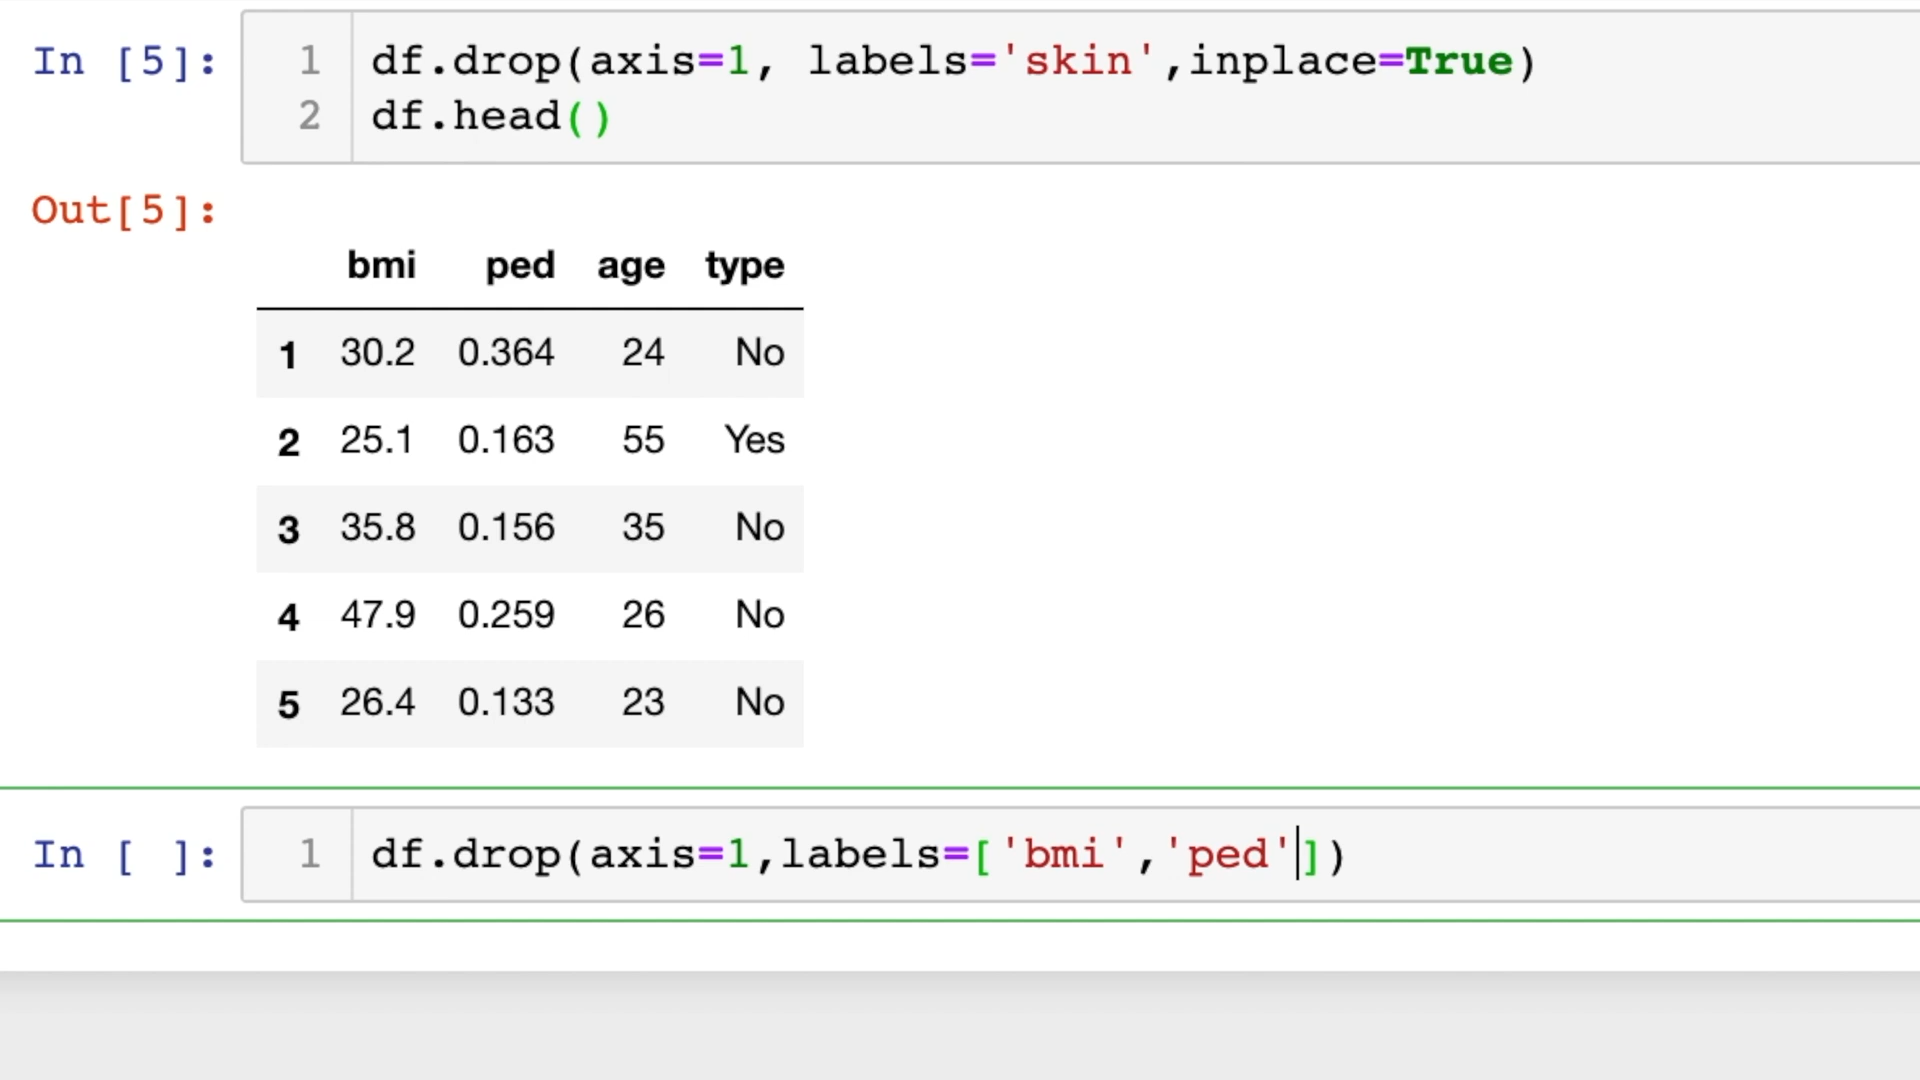 In [5]: 1 df.drop(axis=1, labels='skin',inplace=True)
2 df.head()
Out[5]:
bmi ped age type
1 30.2 0.364 24 No
2 25.1 0.163 55 Yes
3 35.8 0.156 35 No
4 47.9 0.259 26 No
5 26.4 0.133 23 No
In [ ]: 1 df.drop(axis=1,labels=['bmi','ped'])